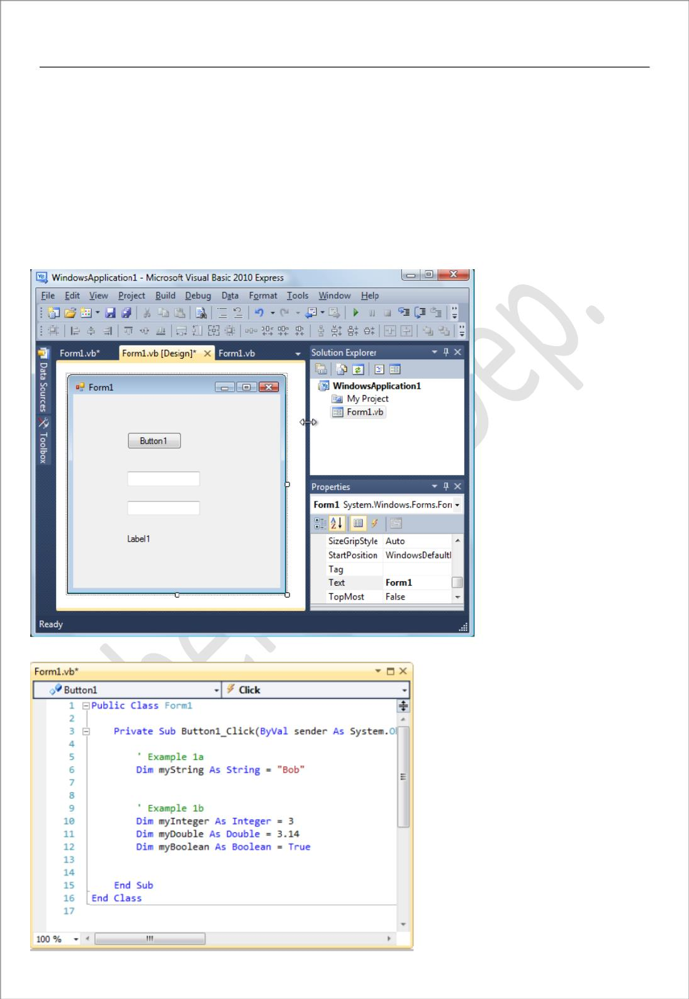 WindowsApplication1 - Microsoft Visual Basic 2010 Express
File Edit View Project Build Debug Data Format Tools Window Help
Form1.vb* Form1.vb [Design]* Form1.vb
Data Sources
Toolbox
Form1
Button1
Label1
Solution Explorer
WindowsApplication1
My Project
Form1.vb
Properties
Form1 System.Windows.Forms.For
SizeGripStyle Auto
StartPosition WindowsDefaultl
Tag
Text Form1
TopMost False
Ready
Form1.vb*
Button1 Click
1 Public Class Form1
2
3 Private Sub Button1_Click(ByVal sender As System.Ob
4
5 ' Example 1a
6 Dim myString As String = "Bob"
7
8
9 ' Example 1b
10 Dim myInteger As Integer = 3
11 Dim myDouble As Double = 3.14
12 Dim myBoolean As Boolean = True
13
14
15 End Sub
16 End Class
17
100 %
Dep.